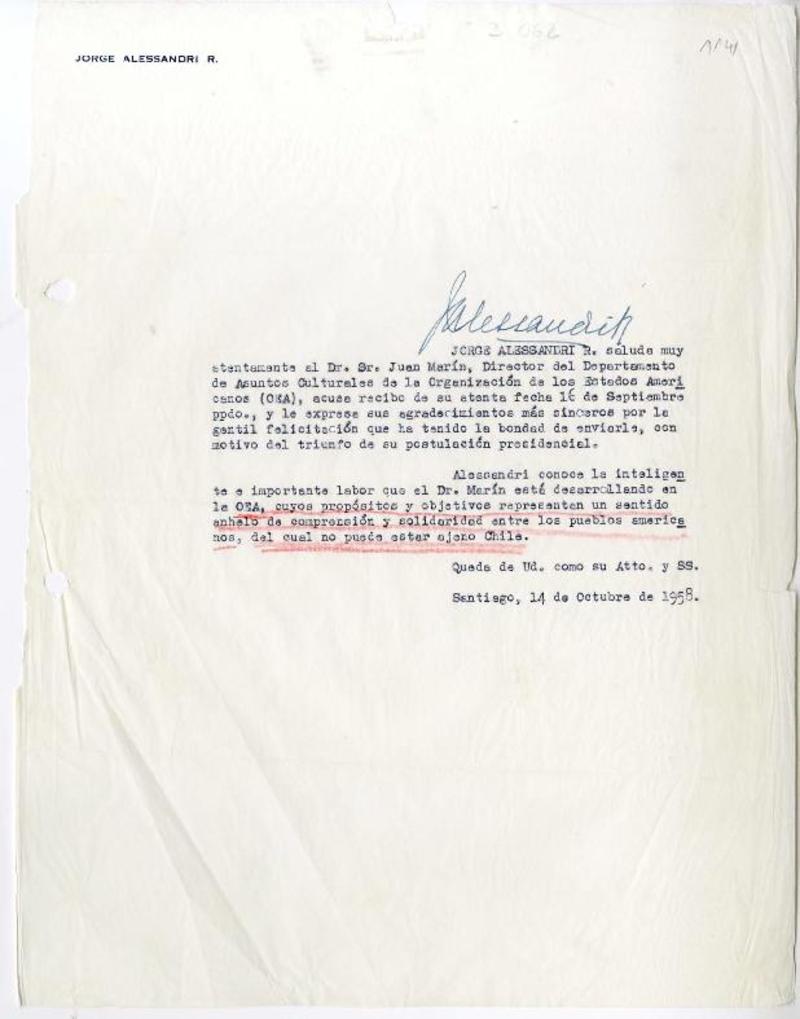 JORGE ALESSANDRI R.
JAlessandriR
JORGE ALESSANDRI R. saluda muy
atentamente al Dr. Sr. Juan Marín, Director del Departamento
de Asuntos Culturales de la Organización de los Estados Ameri
canos (OEA), acusa recibo de su atenta fecha 16 de Septiembre
ppdo., y le expresa sus agradecimientos más sinceros por la
gentil felicitación que ha tenido la bondad de enviarle, con
motivo del triunfo de su postulación presidencial.
Alessandri conoce la inteligen
te e importante labor que el Dr. Marín está desarrollando en
la OEA, cuyos propósitos y objetivos representan un sentido
anhelo de comprensión y solidaridad entre los pueblos america
nos, del cual no puede estar ajeno Chile.
Queda de Ud. como su Atto. y SS.
Santiago, 14 de Octubre de 1958.